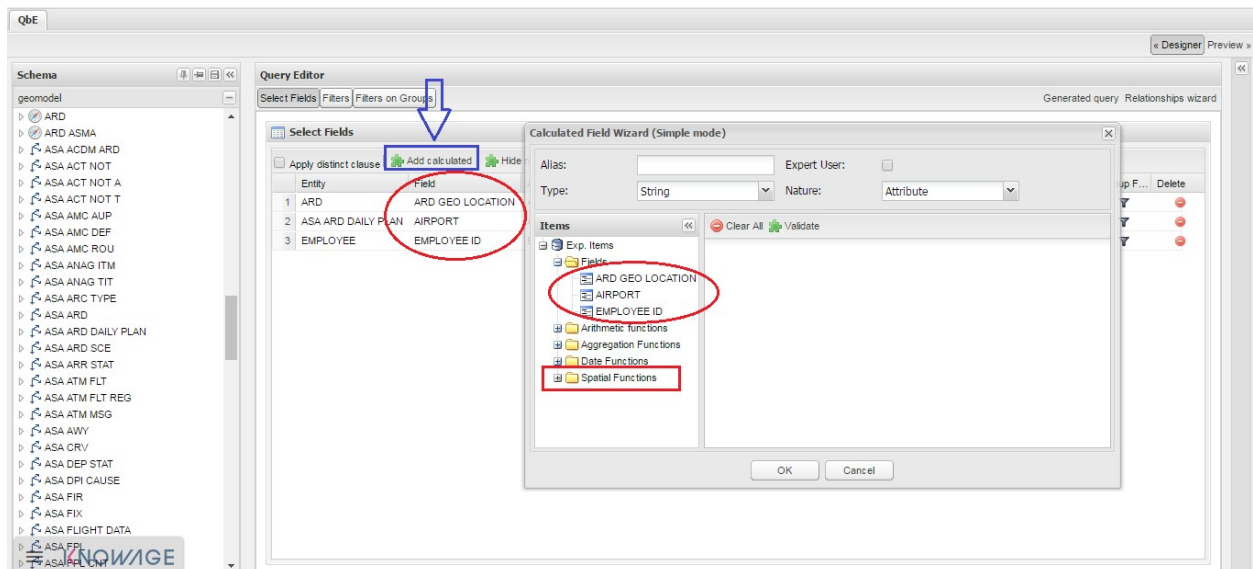 QbE
« Designer Preview »
Schema
Query Editor
geomodel
Select Fields Filters Filters on Groups
Generated query Relationships wizard
ARD
ARD ASMA
ASA ACDM ARD
ASA ACT NOT
ASA ACT NOT A
ASA ACT NOT T
ASA AMC AUP
ASA AMC DEF
ASA AMC ROU
ASA ANAG ITM
ASA ANAG TIT
ASA ARC TYPE
ASA ARD
ASA ARD DAILY PLAN
ASA ARD SCE
ASA ARR STAT
ASA ATM FLT
ASA ATM FLT REG
ASA ATM MSG
ASA AWY
ASA CRV
ASA DEP STAT
ASA DPI CAUSE
ASA FIR
ASA FIX
ASA FLIGHT DATA
ASA FPL
ASA FPL CNT
KNOWAGE
Select Fields
Apply distinct clause Add calculated Hide
Entity Field
up F... Delete
1 ARD ARD GEO LOCATION
2 ASA ARD DAILY PLAN AIRPORT
3 EMPLOYEE EMPLOYEE ID
Calculated Field Wizard (Simple mode)
Alias: Expert User:
Type: String Nature: Attribute
Items
Clear All Validate
Exp. Items
Fields
ARD GEO LOCATION
AIRPORT
EMPLOYEE ID
Arithmetic functions
Aggregation Functions
Date Functions
Spatial Functions
OK Cancel